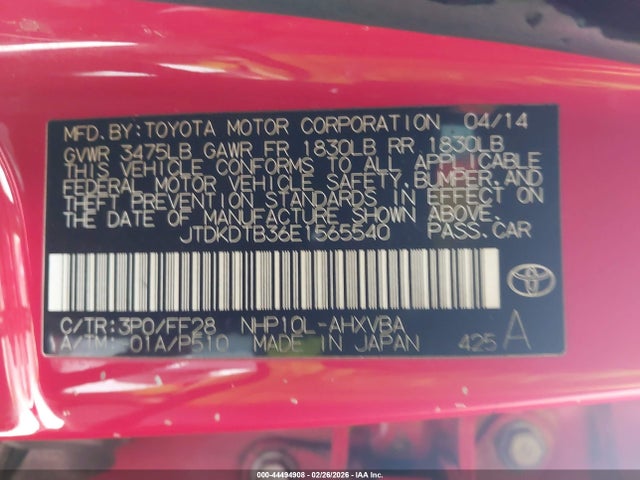 MFD.BY:TOYOTA MOTOR CORPORATION 04/14
GVWR 3475LB GAWR FR 1830LB RR 1830LB
THIS VEHICLE CONFORMS TO ALL APPLICABLE
FEDERAL MOTOR VEHICLE SAFETY,BUMPER,AND
THEFT PREVENTION STANDARDS IN EFFECT ON
THE DATE OF MANUFACTURE SHOWN ABOVE.
JTDKDTB36E1565540 PASS.CAR
C/TR:3P0/FF28 NHP10L-AHXVBA
A/TM:-01A/P510 MADE IN JAPAN 425 A
000-44494908 - 02/26/2026 - IAA Corp.